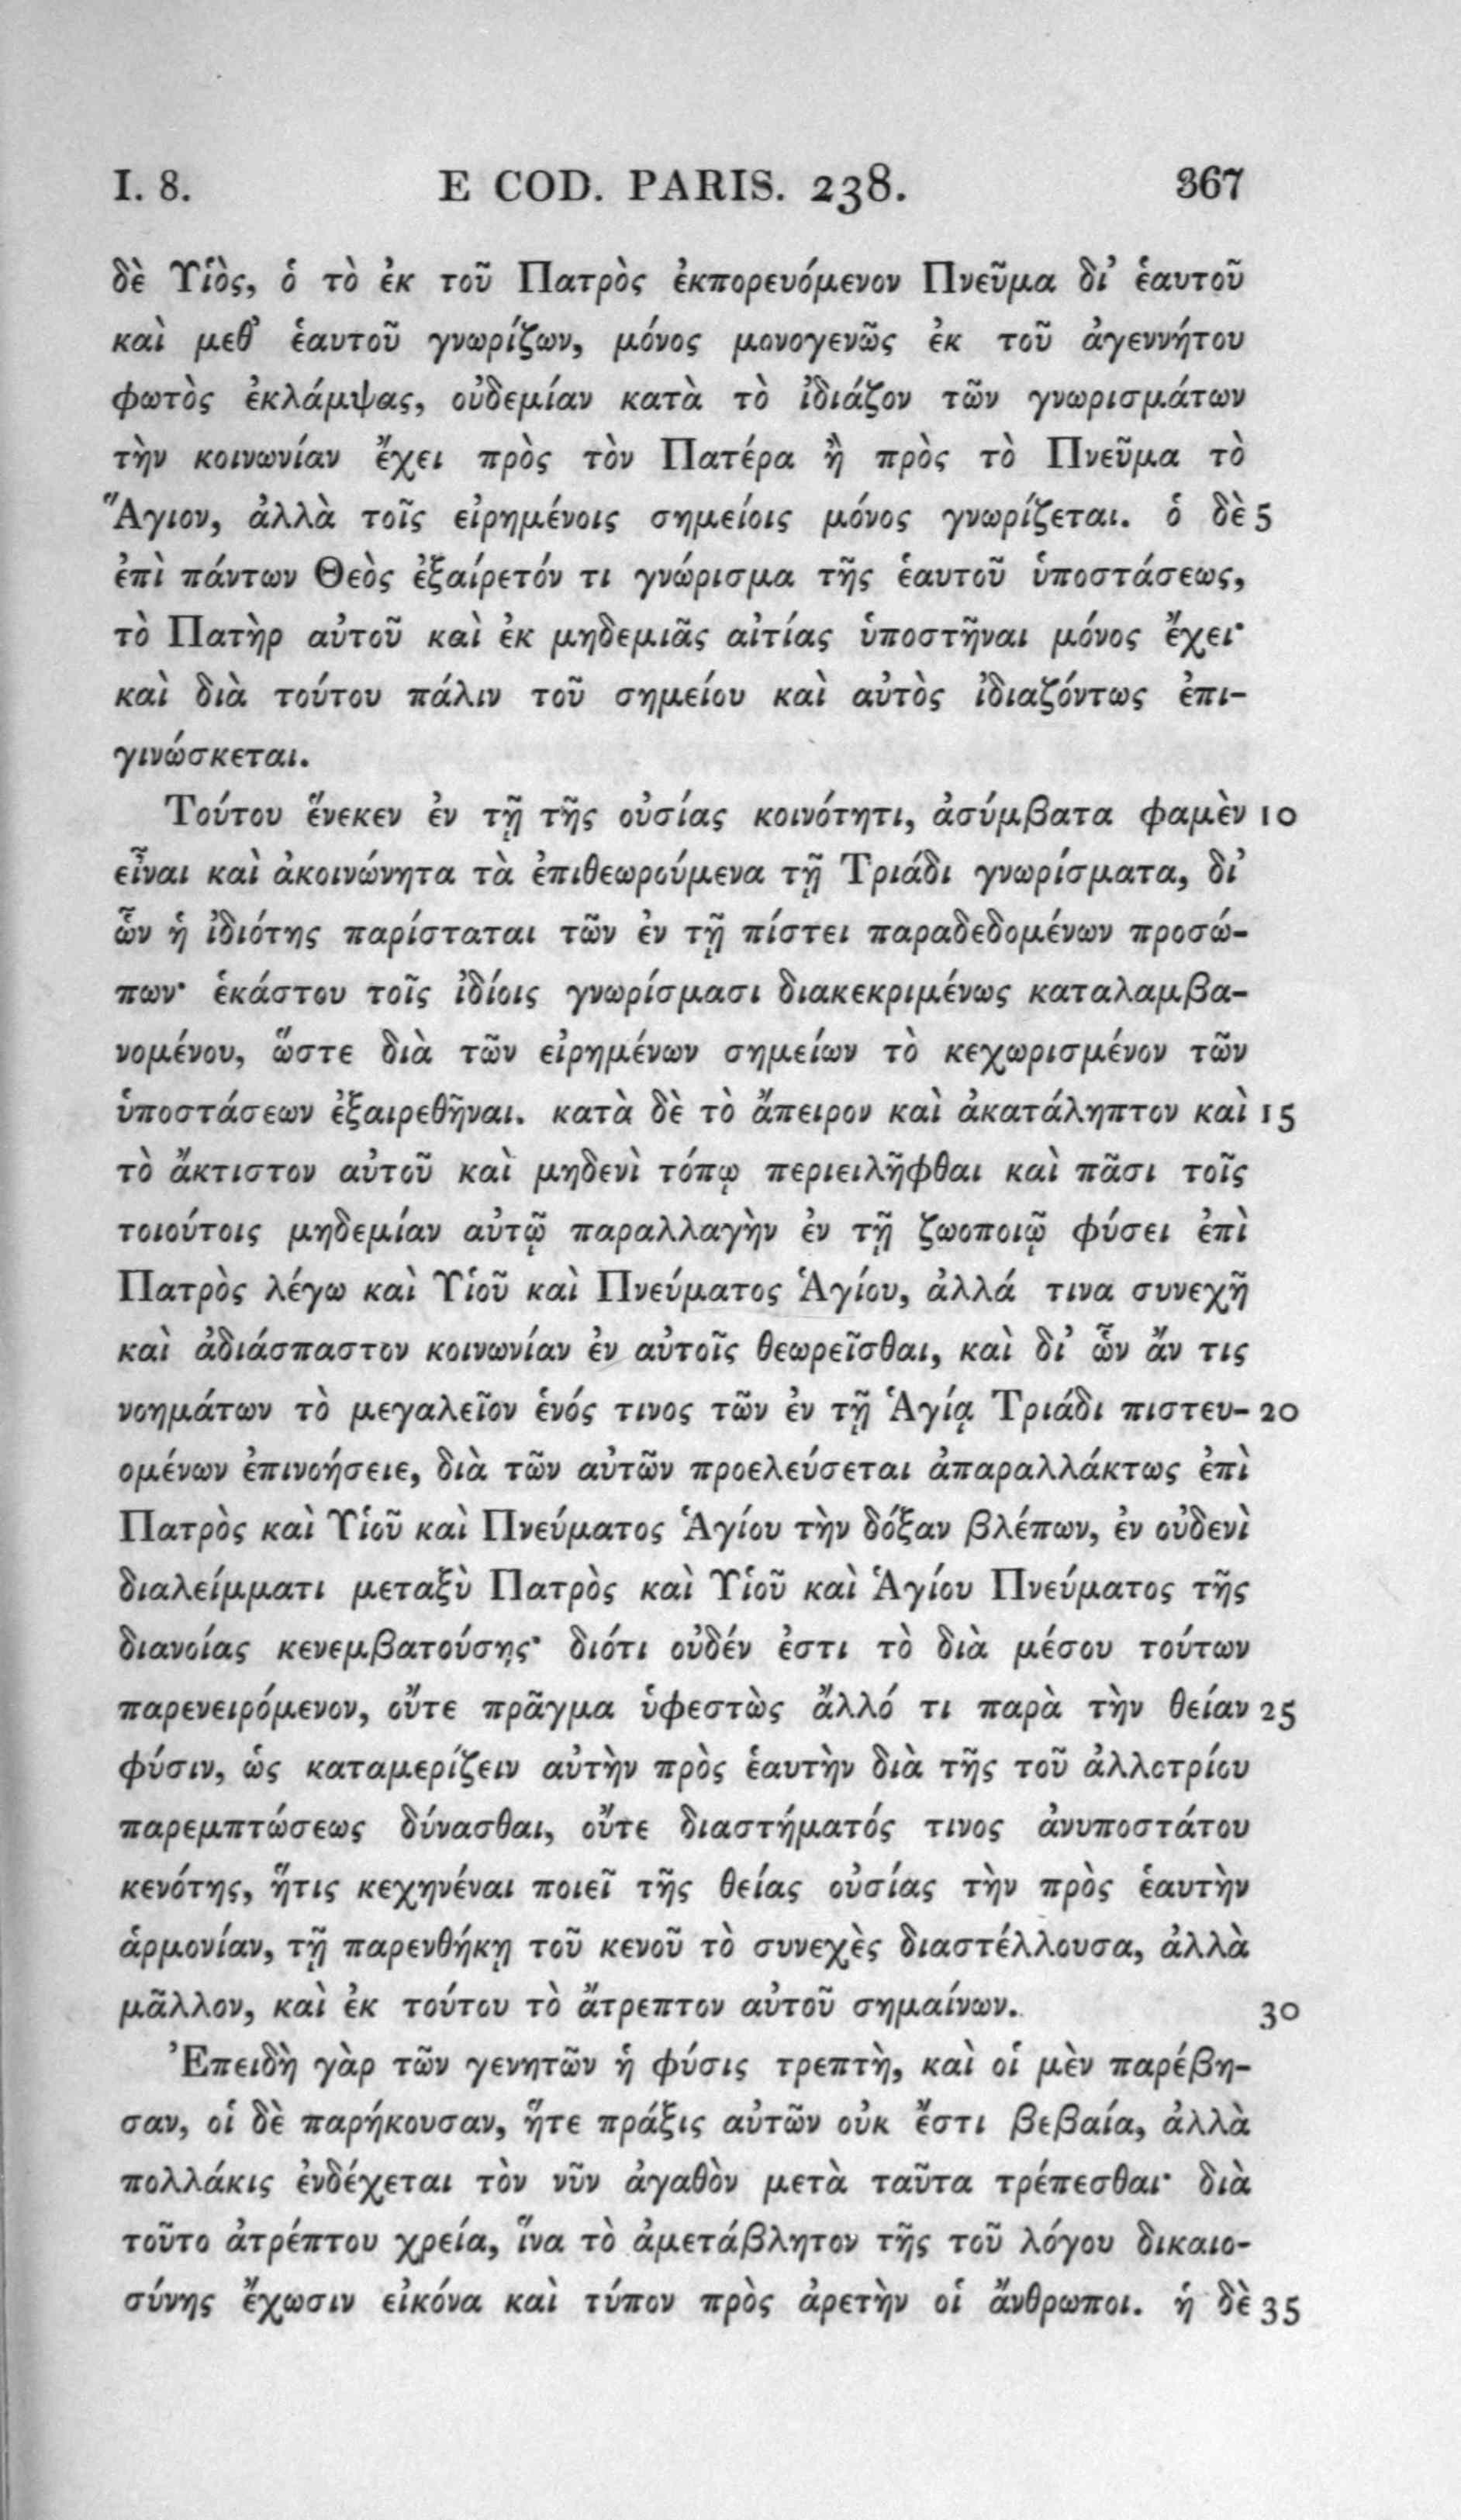 I. 8. E COD. PARIS. 238. 367
δὲ Υἱὸς, ὁ τὸ ἐκ τοῦ Πατρὸς ἐκπορευόμενον Πνεῦμα δι’ ἑαυτοῦ
καὶ μεθ’ ἑαυτοῦ γνωρίζων, μόνος μονογενῶς ἐκ τοῦ ἀγεννήτου
φωτὸς ἐκλάμψας, οὐδεμίαν κατὰ τὸ ἰδιάζον τῶν γνωρισμάτων
τὴν κοινωνίαν ἔχει πρὸς τὸν Πατέρα ἢ πρὸς τὸ Πνεῦμα τὸ
Ἅγιον, ἀλλὰ τοῖς εἰρημένοις σημείοις μόνος γνωρίζεται. ὁ δὲ 5
ἐπὶ πάντων Θεὸς ἐξαίρετόν τι γνώρισμα τῆς ἑαυτοῦ ὑποστάσεως,
τὸ Πατὴρ αὐτοῦ καὶ ἐκ μηδεμιᾶς αἰτίας ὑποστῆναι μόνος ἔχει·
καὶ διὰ τούτου πάλιν τοῦ σημείου καὶ αὐτὸς ἰδιαζόντως ἐπι-
γινώσκεται.
Τούτου ἕνεκεν ἐν τῇ τῆς οὐσίας κοινότητι, ἀσύμβατα φαμὲν 10
εἶναι καὶ ἀκοινώνητα τὰ ἐπιθεωρούμενα τῇ Τριάδι γνωρίσματα, δι’
ὧν ἡ ἰδιότης παρίσταται τῶν ἐν τῇ πίστει παραδεδομένων προσώ-
πων· ἑκάστου τοῖς ἰδίοις γνωρίσμασι διακεκριμένως καταλαμβα-
νομένου, ὥστε διὰ τῶν εἰρημένων σημείων τὸ κεχωρισμένον τῶν
ὑποστάσεων ἐξαιρεθῆναι. κατὰ δὲ τὸ ἄπειρον καὶ ἀκατάληπτον καὶ 15
τὸ ἄκτιστον αὐτοῦ καὶ μηδενὶ τόπῳ περιειλῆφθαι καὶ πᾶσι τοῖς
τοιούτοις μηδεμίαν αὐτῷ παραλλαγὴν ἐν τῇ ζωοποιῷ φύσει ἐπὶ
Πατρὸς λέγω καὶ Υἱοῦ καὶ Πνεύματος Ἁγίου, ἀλλά τινα συνεχῆ
καὶ ἀδιάσπαστον κοινωνίαν ἐν αὐτοῖς θεωρεῖσθαι, καὶ δι’ ὧν ἄν τις
νοημάτων τὸ μεγαλεῖον ἑνός τινος τῶν ἐν τῇ Ἁγίᾳ Τριάδι πιστευ- 20
ομένων ἐπινοήσειε, διὰ τῶν αὐτῶν προελεύσεται ἀπαραλλάκτως ἐπὶ
Πατρὸς καὶ Υἱοῦ καὶ Πνεύματος Ἁγίου τὴν δόξαν βλέπων, ἐν οὐδενὶ
διαλείμματι μεταξὺ Πατρὸς καὶ Υἱοῦ καὶ Ἁγίου Πνεύματος τῆς
διανοίας κενεμβατούσης· διότι οὐδέν ἐστι τὸ διὰ μέσου τούτων
παρενειρόμενον, οὔτε πρᾶγμα ὑφεστὼς ἄλλό τι παρὰ τὴν θείαν 25
φύσιν, ὡς καταμερίζειν αὐτὴν πρὸς ἑαυτὴν διὰ τῆς τοῦ ἀλλοτρίου
παρεμπτώσεως δύνασθαι, οὔτε διαστήματός τινος ἀνυποστάτου
κενότης, ἥτις κεχηνέναι ποιεῖ τῆς θείας οὐσίας τὴν πρὸς ἑαυτὴν
ἁρμονίαν, τῇ παρενθήκῃ τοῦ κενοῦ τὸ συνεχὲς διαστέλλουσα, ἀλλὰ
μᾶλλον, καὶ ἐκ τούτου τὸ ἄτρεπτον αὐτοῦ σημαίνων. 30
Ἐπειδὴ γὰρ τῶν γενητῶν ἡ φύσις τρεπτὴ, καὶ οἱ μὲν παρέβη-
σαν, οἱ δὲ παρήκουσαν, ἥτε πράξις αὐτῶν οὐκ ἔστι βεβαία, ἀλλὰ
πολλάκις ἐνδέχεται τὸν νῦν ἀγαθὸν μετὰ ταῦτα τρέπεσθαι· διὰ
τοῦτο ἀτρέπτου χρεία, ἵνα τὸ ἀμετάβλητον τῆς τοῦ λόγου δικαιο-
σύνης ἔχωσιν εἰκόνα καὶ τύπον πρὸς ἀρετὴν οἱ ἄνθρωποι. ἡ δὲ 35